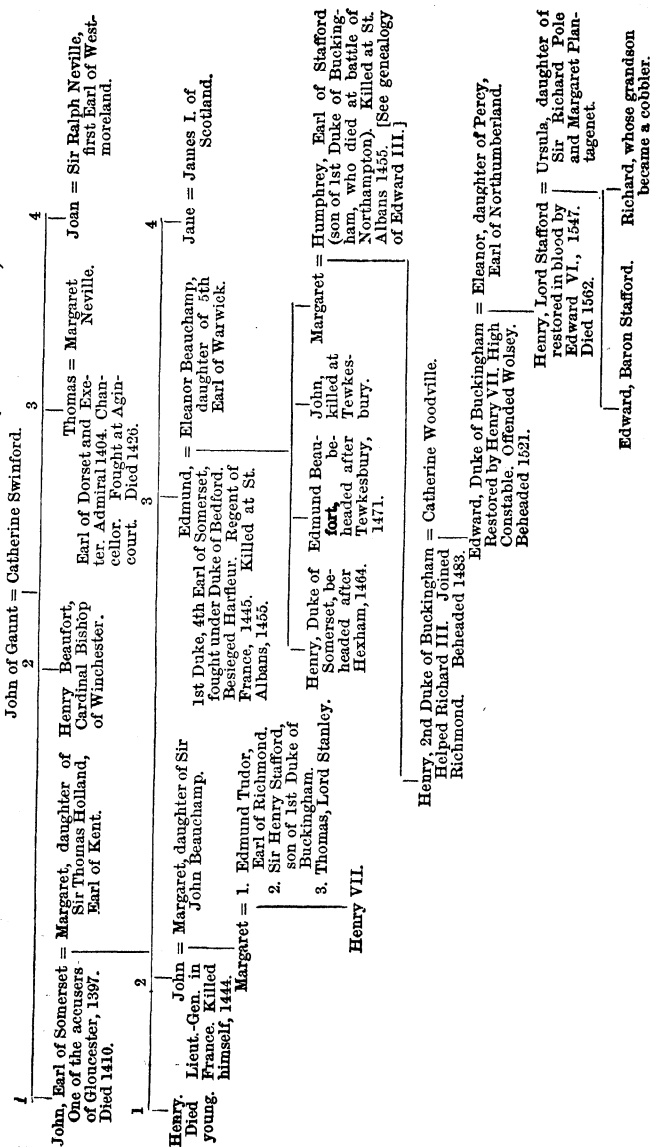 John of Gaunt = Catherine Swinford.
1
2
3
4
John, Earl of Somerset = Margaret, daughter of
One of the accusers
of Gloucester, 1397.
Died 1410.
Sir Thomas Holland,
Earl of Kent.
Henry Beaufort,
Cardinal Bishop
of Winchester.
Thomas = Margaret
Neville.
Earl of Dorset and Exe-
ter. Admiral 1404. Chan-
cellor. Fought at Agin-
court. Died 1426.
Joan = Sir Ralph Neville,
first Earl of West-
moreland.
1
2
3
4
Henry.
Died
young.
John = Margaret, daughter of Sir
John Beauchamp.
Lieut.-Gen. in
France. Killed
himself, 1444.
Edmund, = Eleanor Beauchamp,
daughter of 5th
Earl of Warwick.
1st Duke, 4th Earl of Somerset,
fought under Duke of Bedford.
Besieged Harfleur. Regent of
France, 1445. Killed at St.
Albans, 1455.
Jane = James I. of
Scotland.
Margaret = 1. Edmund Tudor,
Earl of Richmond.
2. Sir Henry Stafford,
son of 1st Duke of
Buckingham.
3. Thomas, Lord Stanley.
Henry VII.
Henry, Duke of
Somerset, be-
headed after
Hexham, 1464.
Edmund Beau-
fort, be-
headed after
Tewkesbury,
1471.
John,
killed at
Tewkes-
bury.
Margaret = Humphrey, Earl of Stafford
(son of 1st Duke of Bucking-
ham, who died at battle of
Northampton). Killed at St.
Albans 1455. [See genealogy
of Edward III.]
Henry, 2nd Duke of Buckingham = Catherine Woodville.
Helped Richard III. Joined
Richmond. Beheaded 1483.
Edward, Duke of Buckingham = Eleanor, daughter of Percy,
Earl of Northumberland.
Restored by Henry VII. High
Constable. Offended Wolsey.
Beheaded 1521.
Henry, Lord Stafford = Ursula, daughter of
restored in blood by
Edward VI., 1547.
Died 1562.
Sir Richard Pole
and Margaret Plan-
tagenet.
Edward, Baron Stafford.
Richard, whose grandson
became a cobbler.